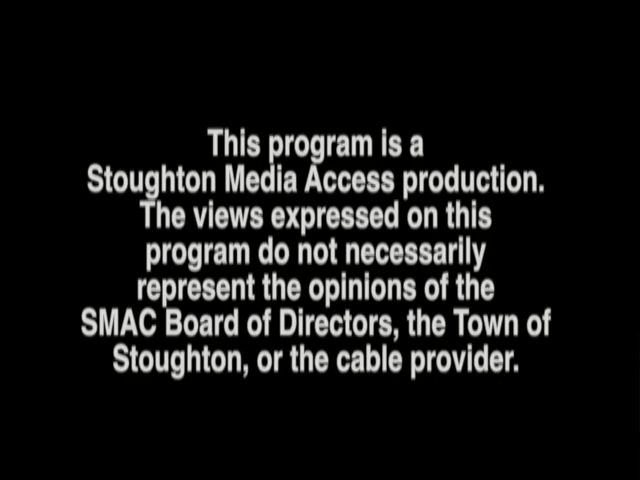 This program is a
Stoughton Media Access production.
The views expressed on this
program do not necessarily
represent the opinions of the
SMAC Board of Directors, the Town of
Stoughton, or the cable provider.